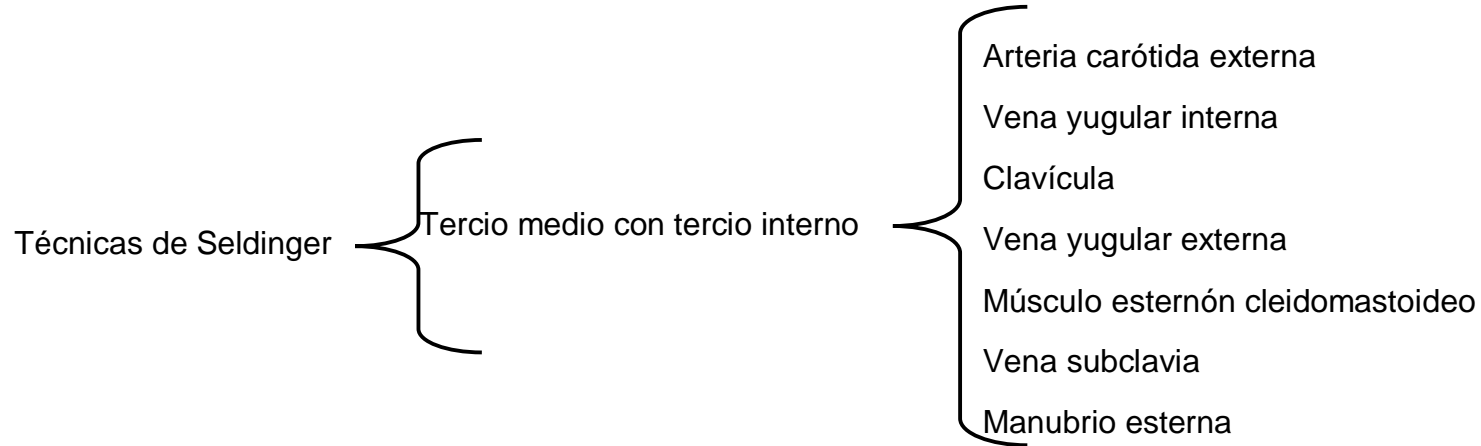 Técnicas de Seldinger
Tercio medio con tercio interno
Arteria carótida externa
Vena yugular interna
Clavícula
Vena yugular externa
Músculo esternón cleidomastoideo
Vena subclavia
Manubrio esterna